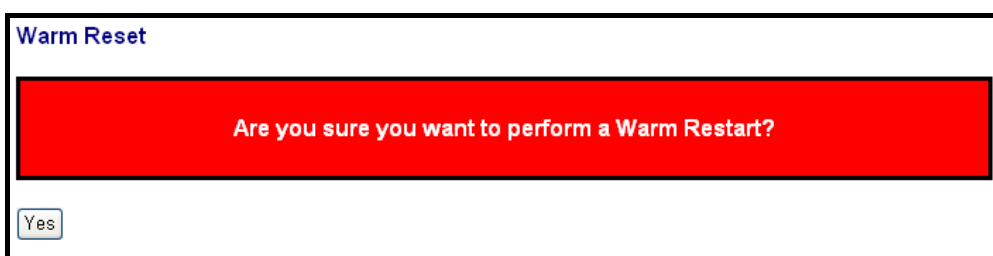 Warm Reset
Are you sure you want to perform a Warm Restart?
Yes